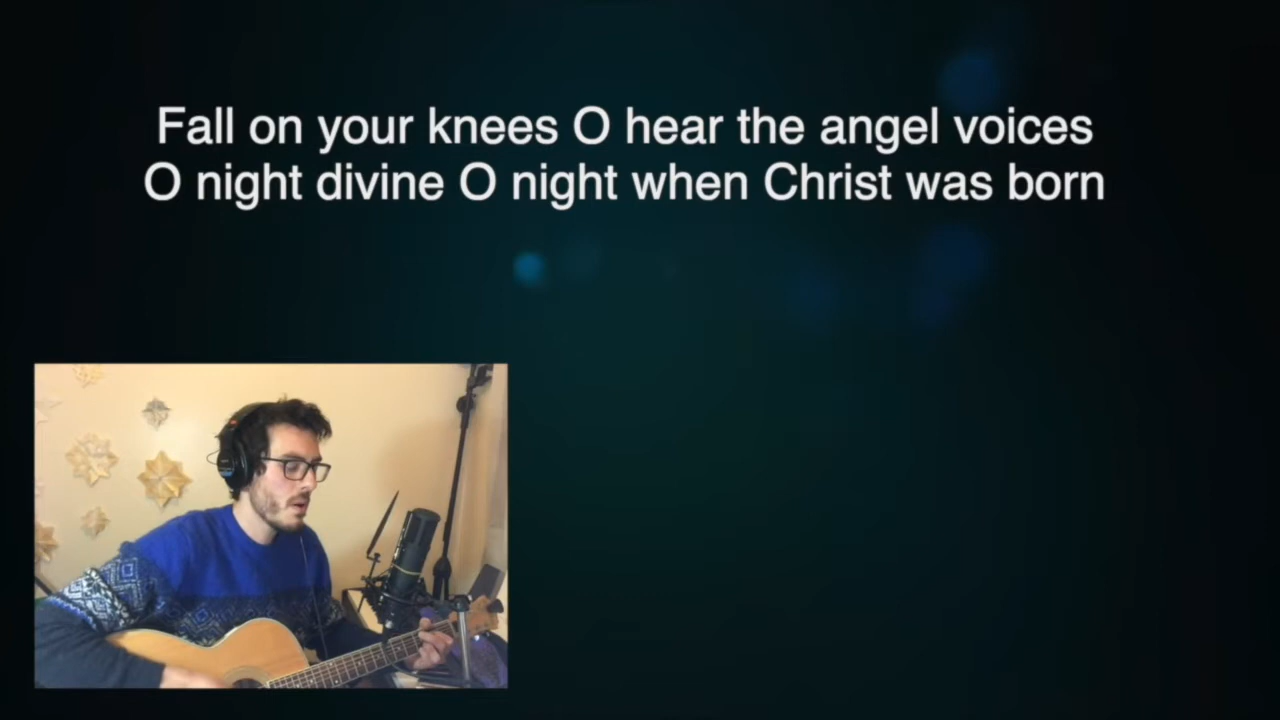 Fall on your knees O hear the angel voices
O night divine O night when Christ was born